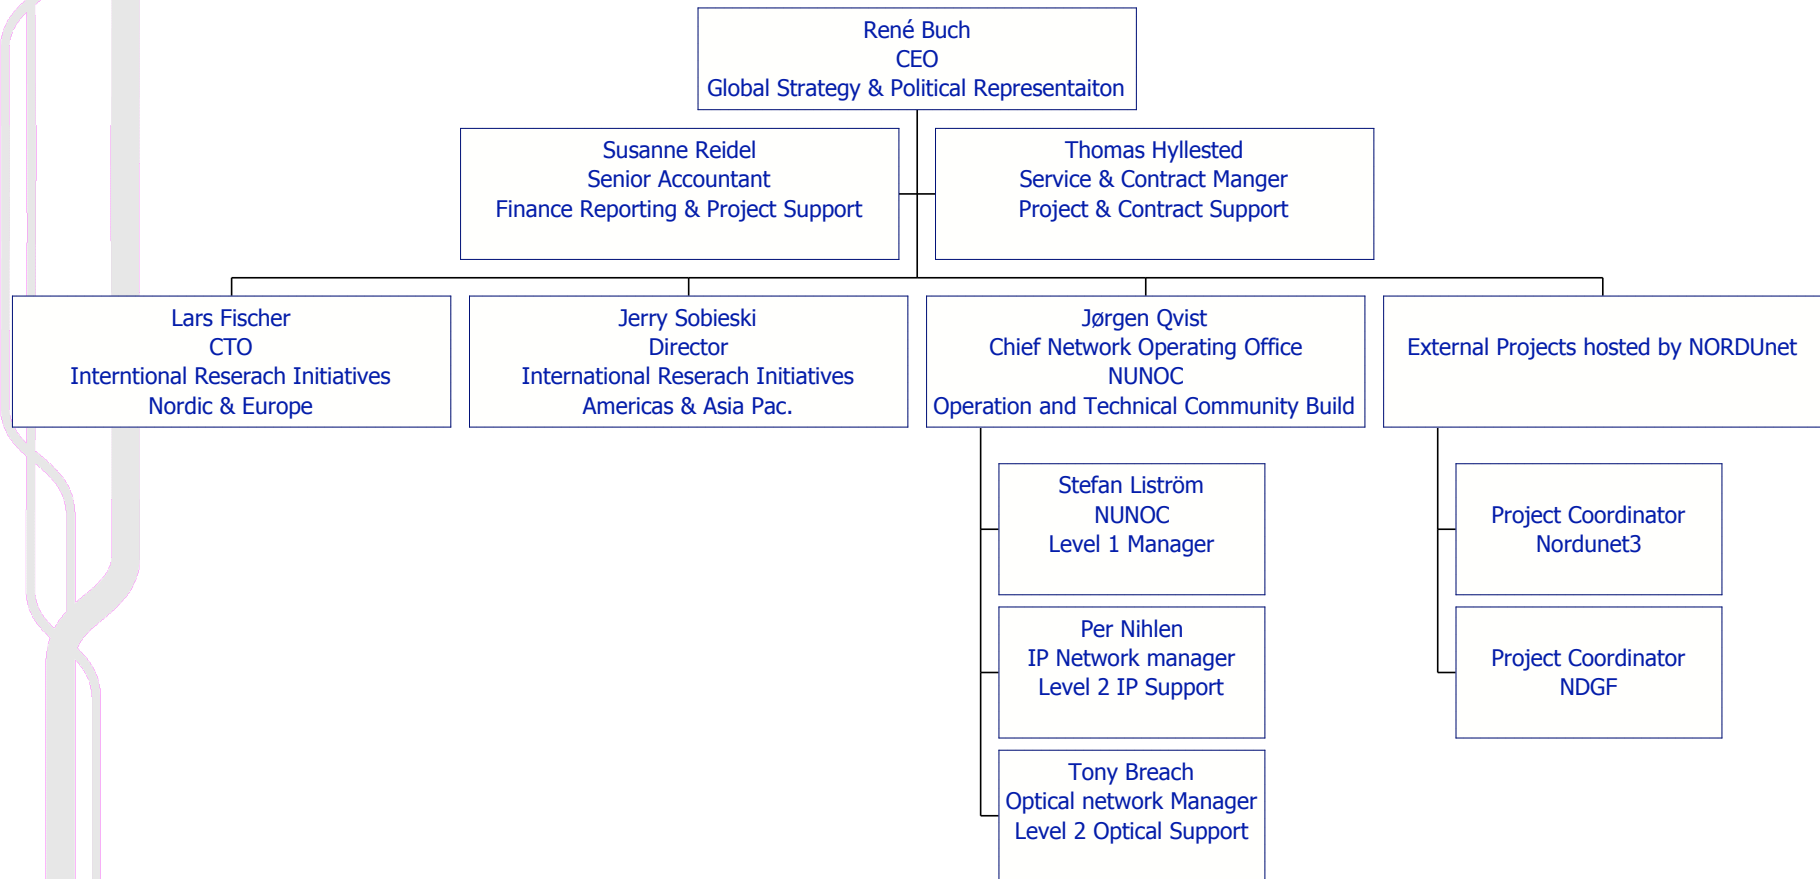 René Buch
CEO
Global Strategy & Political Representaiton
Susanne Reidel
Senior Accountant
Finance Reporting & Project Support
Thomas Hyllested
Service & Contract Manger
Project & Contract Support
Lars Fischer
CTO
Interntional Reserach Initiatives
Nordic & Europe
Jerry Sobieski
Director
International Reserach Initiatives
Americas & Asia Pac.
Jørgen Qvist
Chief Network Operating Office
NUNOC
Operation and Technical Community Build
External Projects hosted by NORDUnet
Stefan Liström
NUNOC
Level 1 Manager
Per Nihlen
IP Network manager
Level 2 IP Support
Tony Breach
Optical network Manager
Level 2 Optical Support
Project Coordinator
Nordunet3
Project Coordinator
NDGF